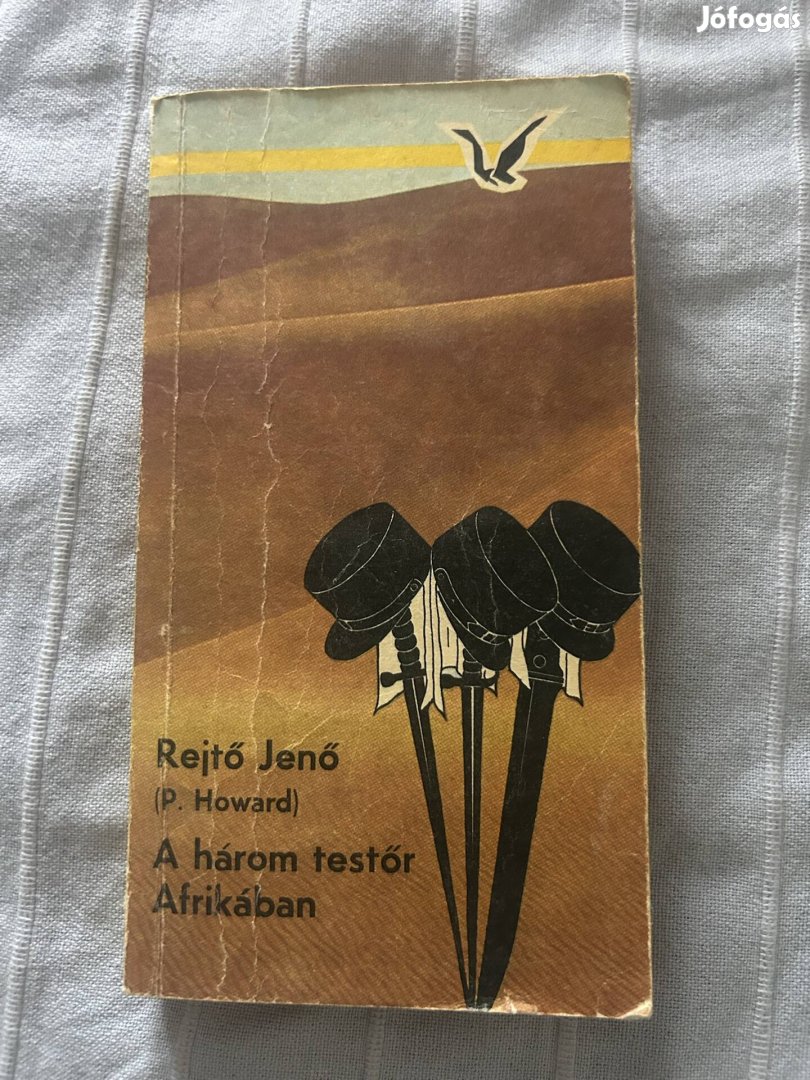 Jófogás
Rejtő Jenő
(P. Howard)
A három testőr
Afrikában